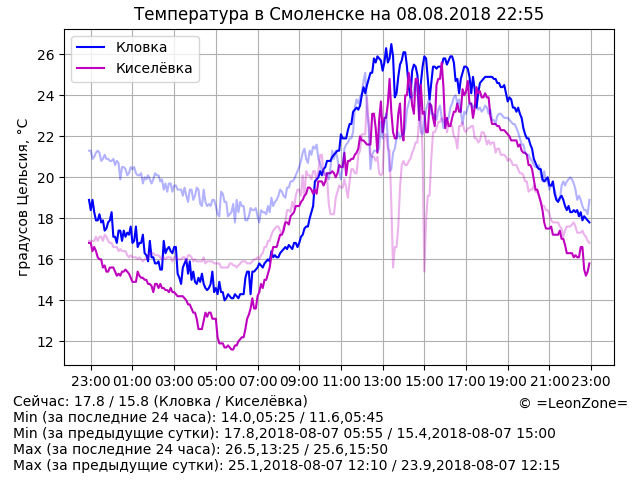 Температура в Смоленске на 08.08.2018 22:55
Кловка
Киселёвка
градусов Цельсия, °C
26
24
22
20
18
16
14
12
23:00 01:00 03:00 05:00 07:00 09:00 11:00 13:00 15:00 17:00 19:00 21:00 23:00
Сейчас: 17.8 / 15.8 (Кловка / Киселёвка)
© =LeonZone=
Min (за последние 24 часа): 14.0,05:25 / 11.6,05:45
Min (за предыдущие сутки): 17.8,2018-08-07 05:55 / 15.4,2018-08-07 15:00
Max (за последние 24 часа): 26.5,13:25 / 25.6,15:50
Max (за предыдущие сутки): 25.1,2018-08-07 12:10 / 23.9,2018-08-07 12:15